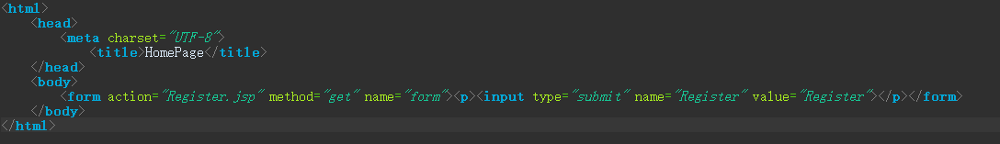 <html>
<head>
<meta charset="UTF-8">
<title>HomePage</title>
</head>
<body>
<form action="Register.jsp" method="get" name="form"><p><input type="submit" name="Register" value="Register"></p></form>
</body>
</html>